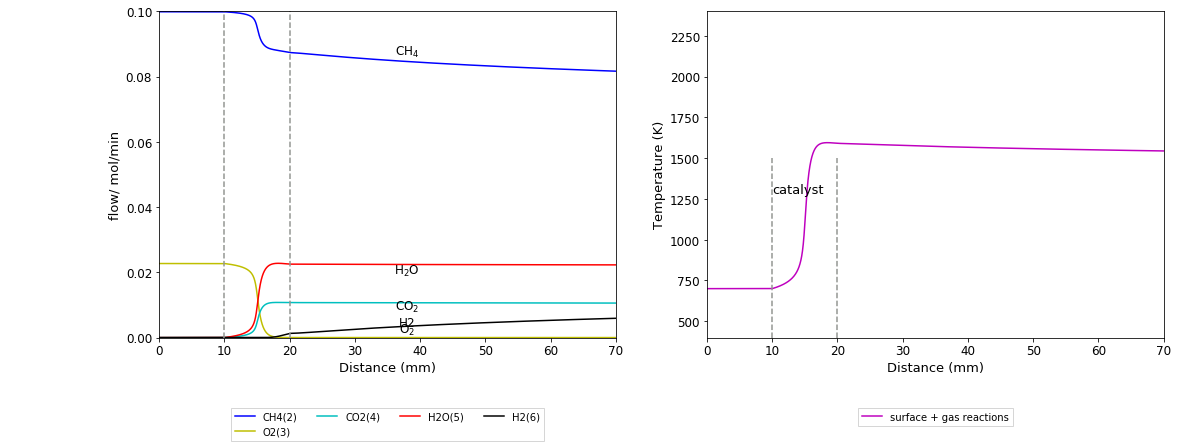 0.10
0.08
0.06
0.04
0.02
0.00
flow/ mol/min
CH₄
H₂O
CO₂
H2
O₂
0 10 20 30 40 50 60 70
Distance (mm)
CH4(2) CO2(4) H2O(5) H2(6)
O2(3)
2250
2000
1750
1500
1250
1000
750
500
Temperature (K)
catalyst
0 10 20 30 40 50 60 70
Distance (mm)
surface + gas reactions